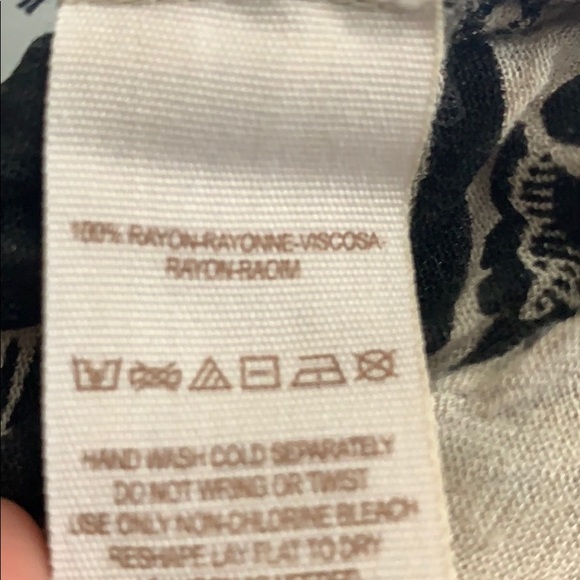 100% RAYON-RAYONNE-VISCOSA-
RAYON-RAOIM
HAND WASH COLD SEPARATELY
DO NOT WRING OR TWIST
USE ONLY NON-CHLORINE BLEACH
RESHAPE LAY FLAT TO DRY